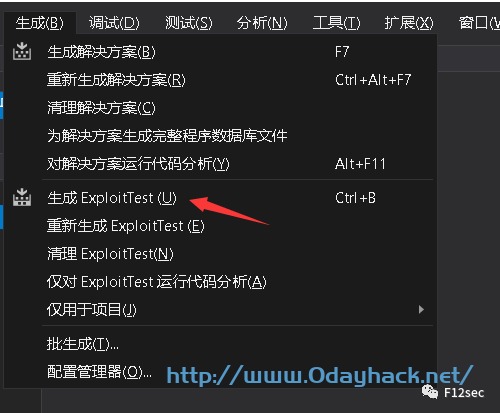 生成(B) 调试(D) 测试(S) 分析(N) 工具(T) 扩展(X) 窗口(W
生成解决方案(B) F7
重新生成解决方案(R) Ctrl+Alt+F7
清理解决方案(C)
为解决方案生成完整程序数据库文件
对解决方案运行代码分析(Y) Alt+F11
生成 ExploitTest (U) Ctrl+B
重新生成 ExploitTest (E)
清理 ExploitTest(N)
仅对 ExploitTest 运行代码分析(A)
仅用于项目(J)
批生成(T)...
配置管理器(O)...
http://www.0dayhack.net/
F12sec